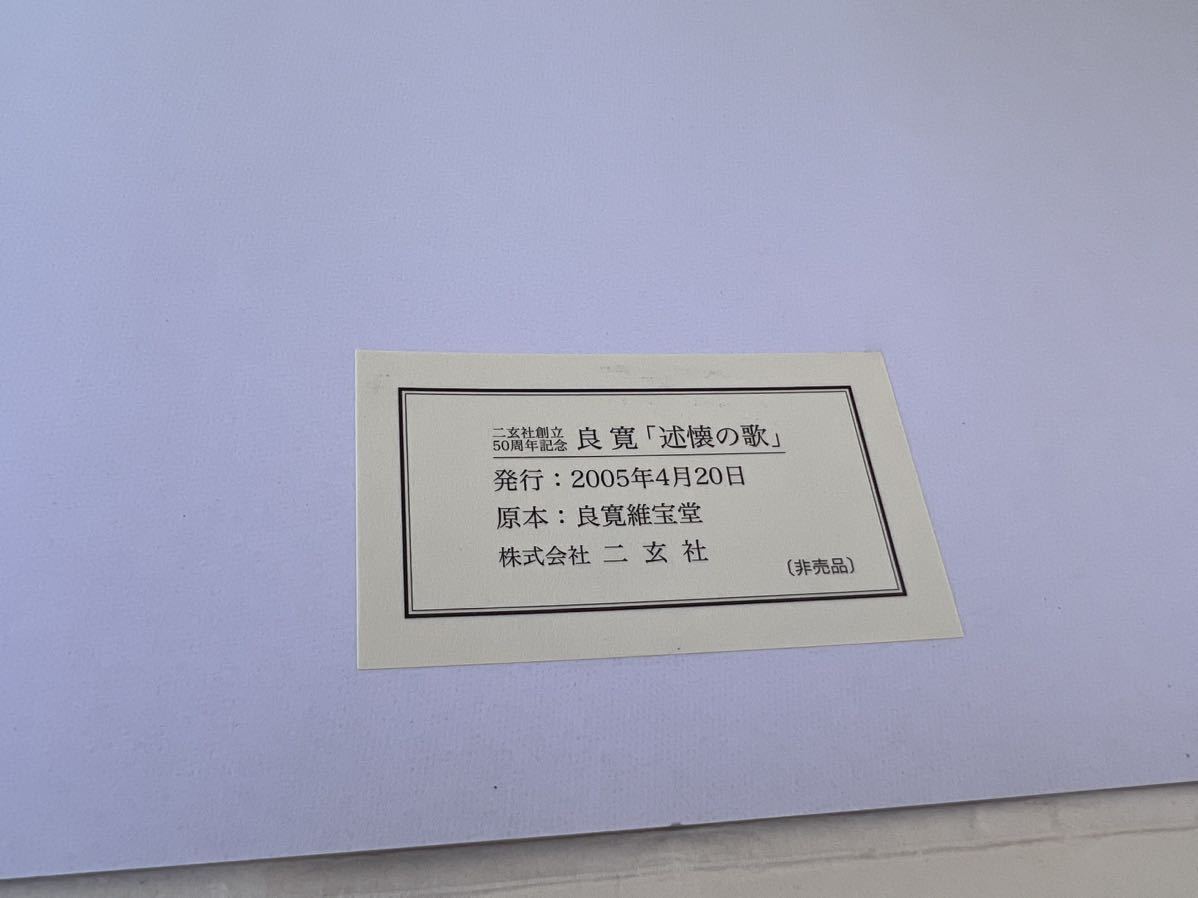 二玄社創立
50周年記念 良寛「述懐の歌」
発行：2005年4月20日
原本：良寛維宝堂
株式会社 二玄社
〔非売品〕